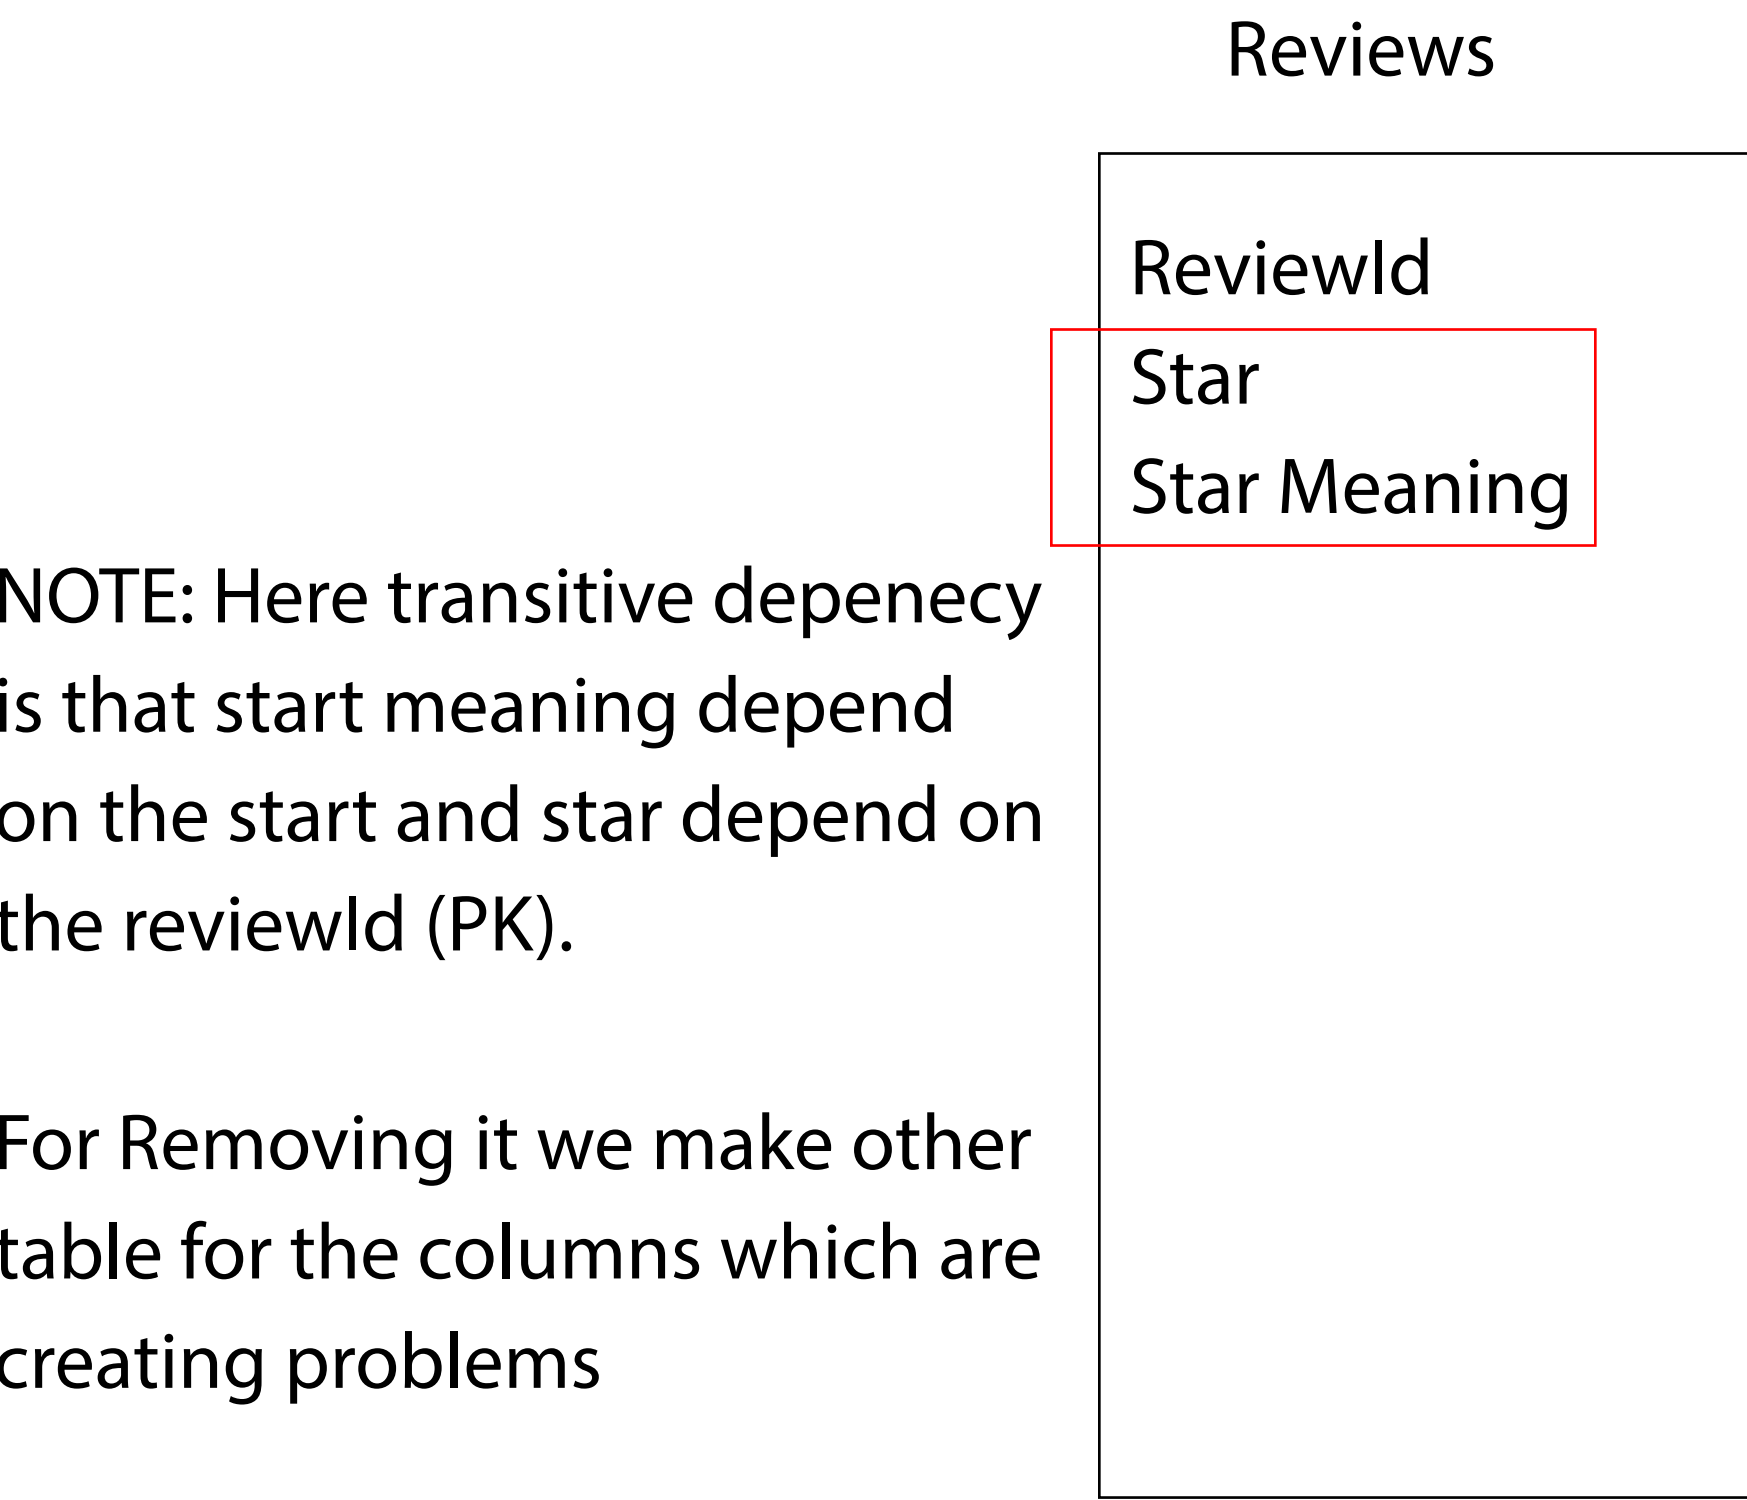 Reviews
ReviewId
Star
Star Meaning
NOTE: Here transitive depenecy
is that start meaning depend
on the start and star depend on
the reviewId (PK).
For Removing it we make other
table for the columns which are
creating problems